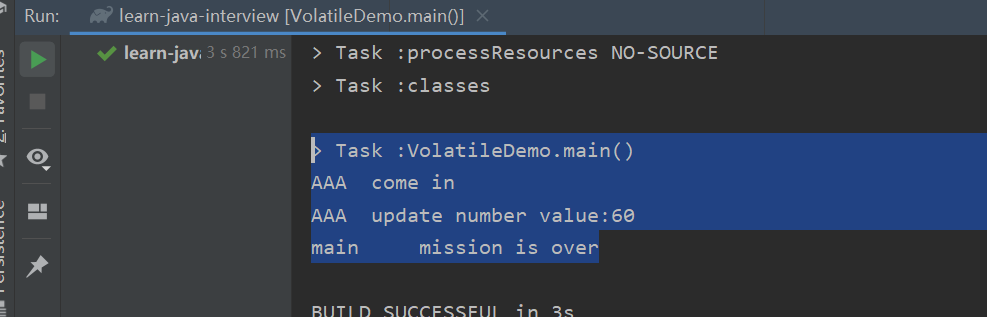 Run: learn-java-interview [VolatileDemo.main()]
learn-java 3 s 821 ms
> Task :processResources NO-SOURCE
> Task :classes
> Task :VolatileDemo.main()
AAA come in
AAA update number value:60
main mission is over
BUILD SUCCESSFUL in 3s
Persistence
2: Favorites